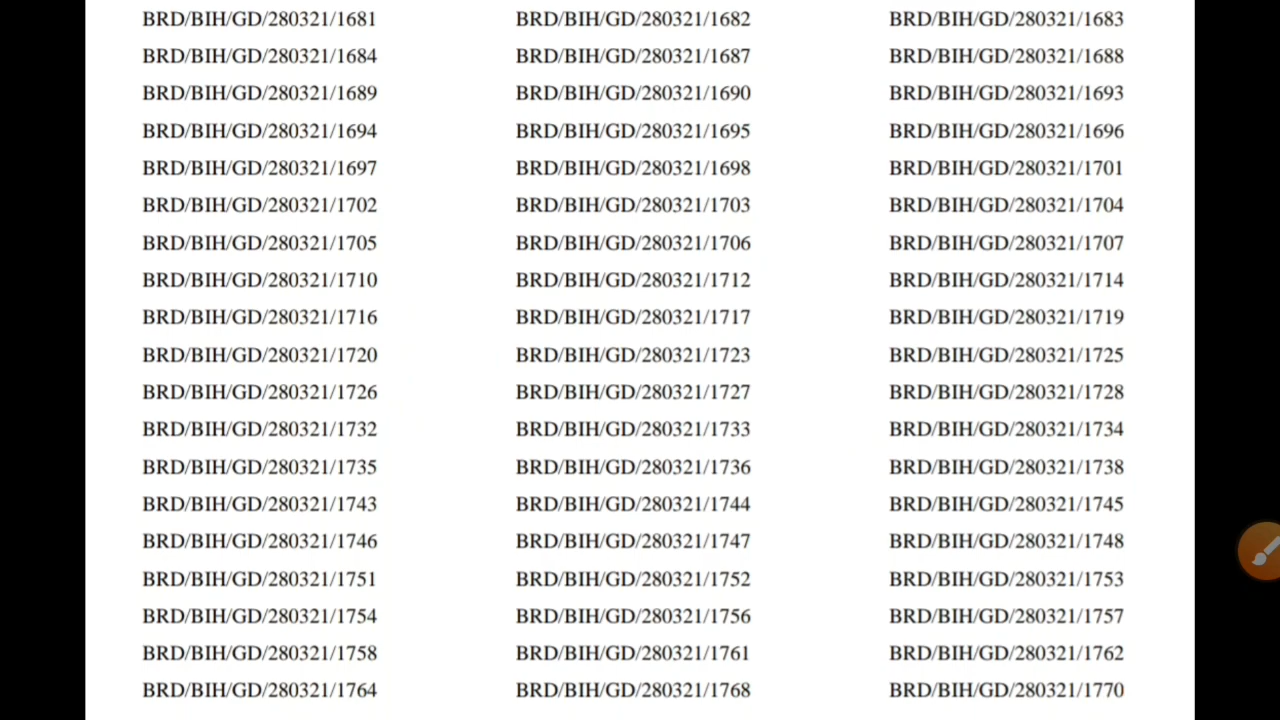 BRD/BIH/GD/280321/1681 BRD/BIH/GD/280321/1682 BRD/BIH/GD/280321/1683
BRD/BIH/GD/280321/1684 BRD/BIH/GD/280321/1687 BRD/BIH/GD/280321/1688
BRD/BIH/GD/280321/1689 BRD/BIH/GD/280321/1690 BRD/BIH/GD/280321/1693
BRD/BIH/GD/280321/1694 BRD/BIH/GD/280321/1695 BRD/BIH/GD/280321/1696
BRD/BIH/GD/280321/1697 BRD/BIH/GD/280321/1698 BRD/BIH/GD/280321/1701
BRD/BIH/GD/280321/1702 BRD/BIH/GD/280321/1703 BRD/BIH/GD/280321/1704
BRD/BIH/GD/280321/1705 BRD/BIH/GD/280321/1706 BRD/BIH/GD/280321/1707
BRD/BIH/GD/280321/1710 BRD/BIH/GD/280321/1712 BRD/BIH/GD/280321/1714
BRD/BIH/GD/280321/1716 BRD/BIH/GD/280321/1717 BRD/BIH/GD/280321/1719
BRD/BIH/GD/280321/1720 BRD/BIH/GD/280321/1723 BRD/BIH/GD/280321/1725
BRD/BIH/GD/280321/1726 BRD/BIH/GD/280321/1727 BRD/BIH/GD/280321/1728
BRD/BIH/GD/280321/1732 BRD/BIH/GD/280321/1733 BRD/BIH/GD/280321/1734
BRD/BIH/GD/280321/1735 BRD/BIH/GD/280321/1736 BRD/BIH/GD/280321/1738
BRD/BIH/GD/280321/1743 BRD/BIH/GD/280321/1744 BRD/BIH/GD/280321/1745
BRD/BIH/GD/280321/1746 BRD/BIH/GD/280321/1747 BRD/BIH/GD/280321/1748
BRD/BIH/GD/280321/1751 BRD/BIH/GD/280321/1752 BRD/BIH/GD/280321/1753
BRD/BIH/GD/280321/1754 BRD/BIH/GD/280321/1756 BRD/BIH/GD/280321/1757
BRD/BIH/GD/280321/1758 BRD/BIH/GD/280321/1761 BRD/BIH/GD/280321/1762
BRD/BIH/GD/280321/1764 BRD/BIH/GD/280321/1768 BRD/BIH/GD/280321/1770